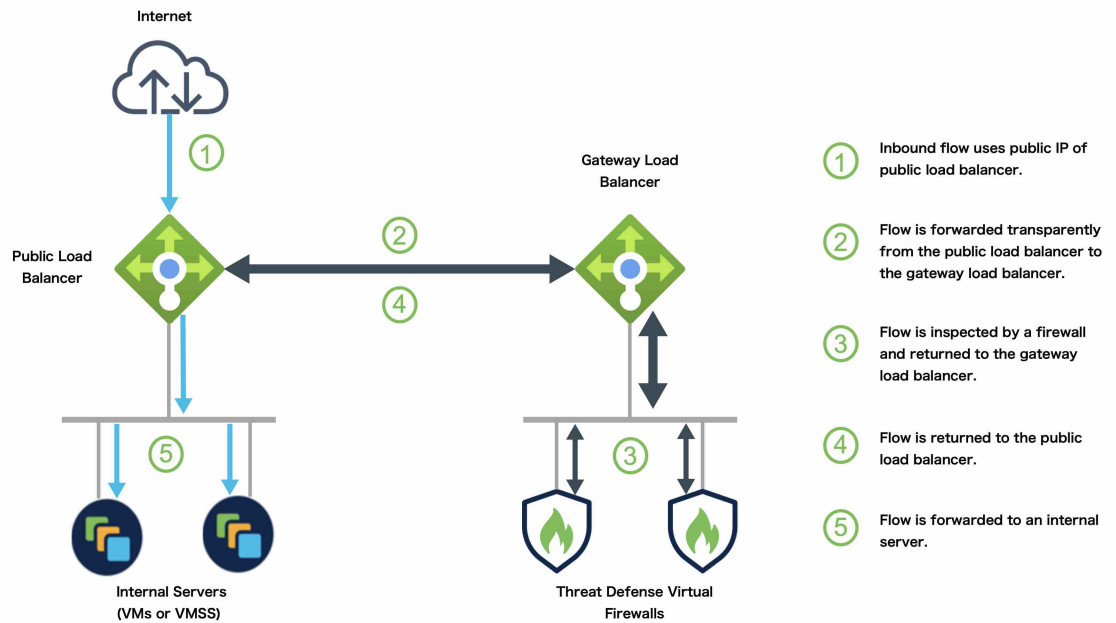 Internet
1
Gateway Load
Balancer
2
Public Load
Balancer
4
5
3
Internal Servers
(VMs or VMSS)
Threat Defense Virtual
Firewalls
1
Inbound flow uses public IP of
public load balancer.
2
Flow is forwarded transparently
from the public load balancer to
the gateway load balancer.
3
Flow is inspected by a firewall
and returned to the gateway
load balancer.
4
Flow is returned to the public
load balancer.
5
Flow is forwarded to an internal
server.